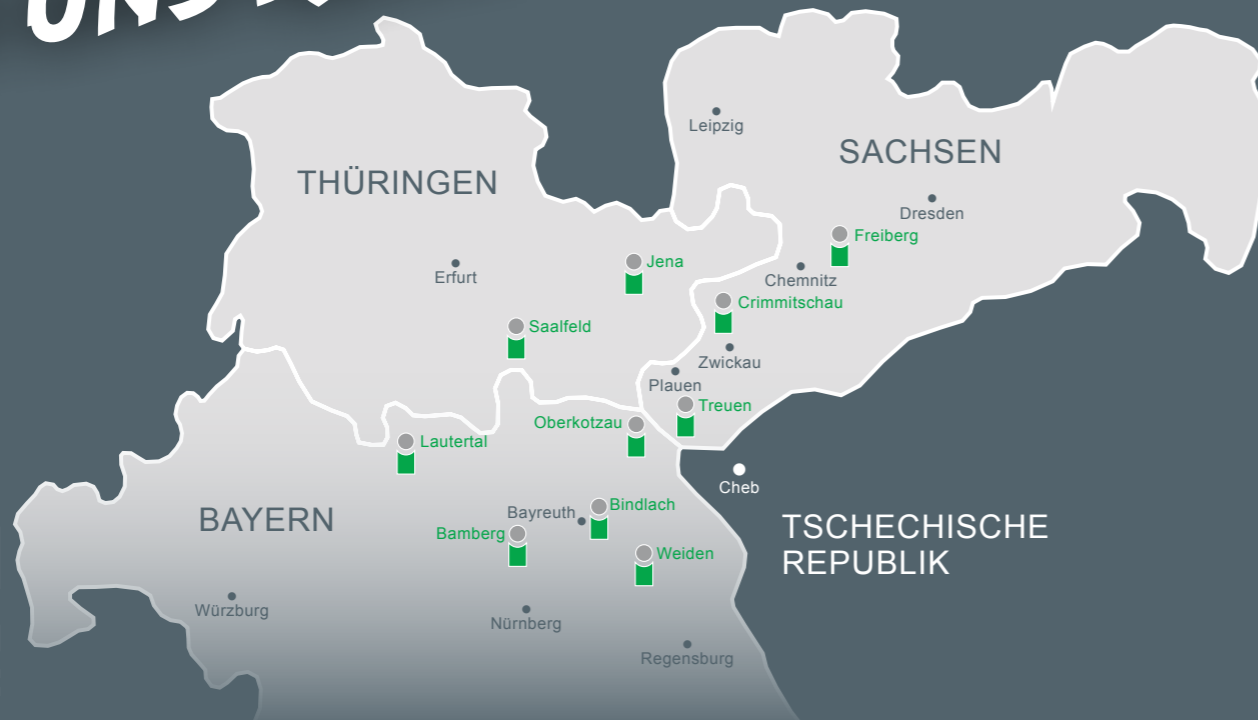 Leipzig
SACHSEN
THÜRINGEN
Dresden
Freiberg
Jena
Erfurt
Chemnitz
Crimmitschau
Saalfeld
Zwickau
Plauen
Treuen
Oberkotzau
Lautertal
Cheb
Bindlach
Bayreuth
BAYERN
Bamberg
TSCHECHISCHE
REPUBLIK
Weiden
Würzburg
Nürnberg
Regensburg